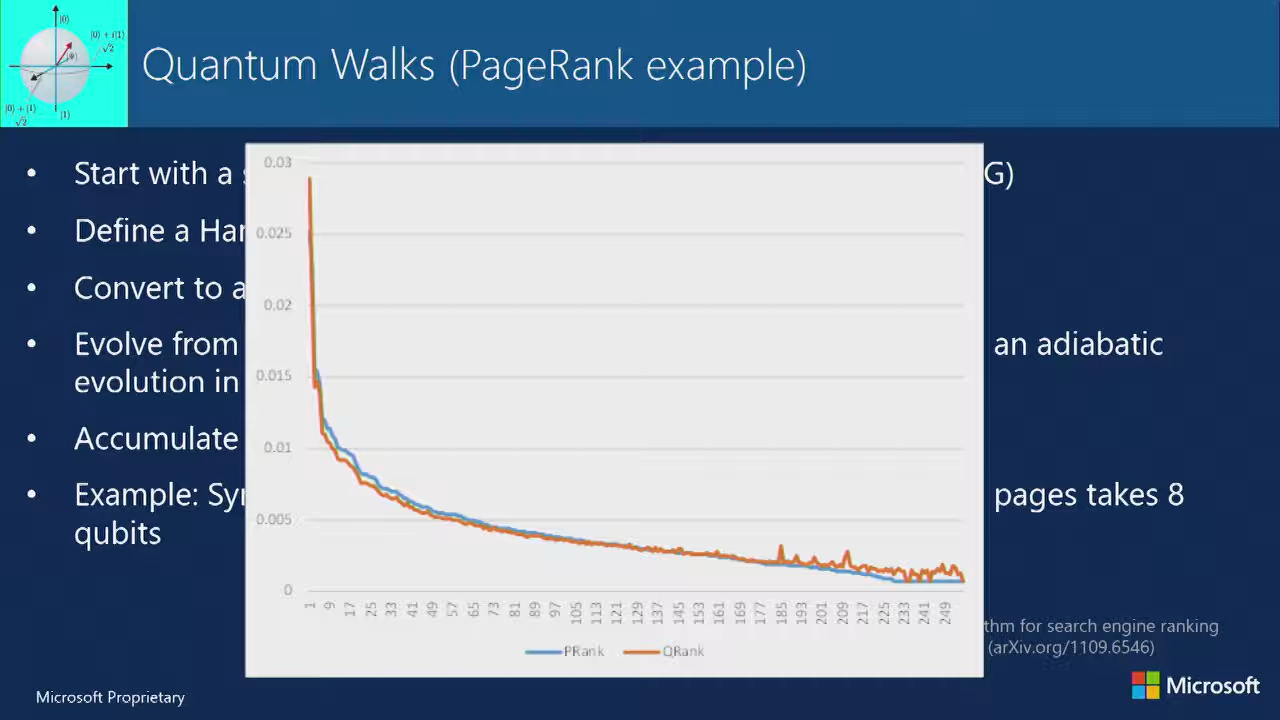 Quantum Walks (PageRank example)
• Start with a G)
• Define a Har
• Convert to a
• Evolve from an adiabatic
evolution in
• Accumulate
• Example: Syn pages takes 8
qubits
0.03
0.025
0.02
0.015
0.01
0.005
0
1 9 17 25 33 41 49 57 65 73 81 89 97 105 113 121 129 137 145 153 161 169 177 185 193 201 209 217 225 233 241 249
PRank QRank
thm for search engine ranking
(arXiv.org/1109.6546)
Microsoft Proprietary
Microsoft